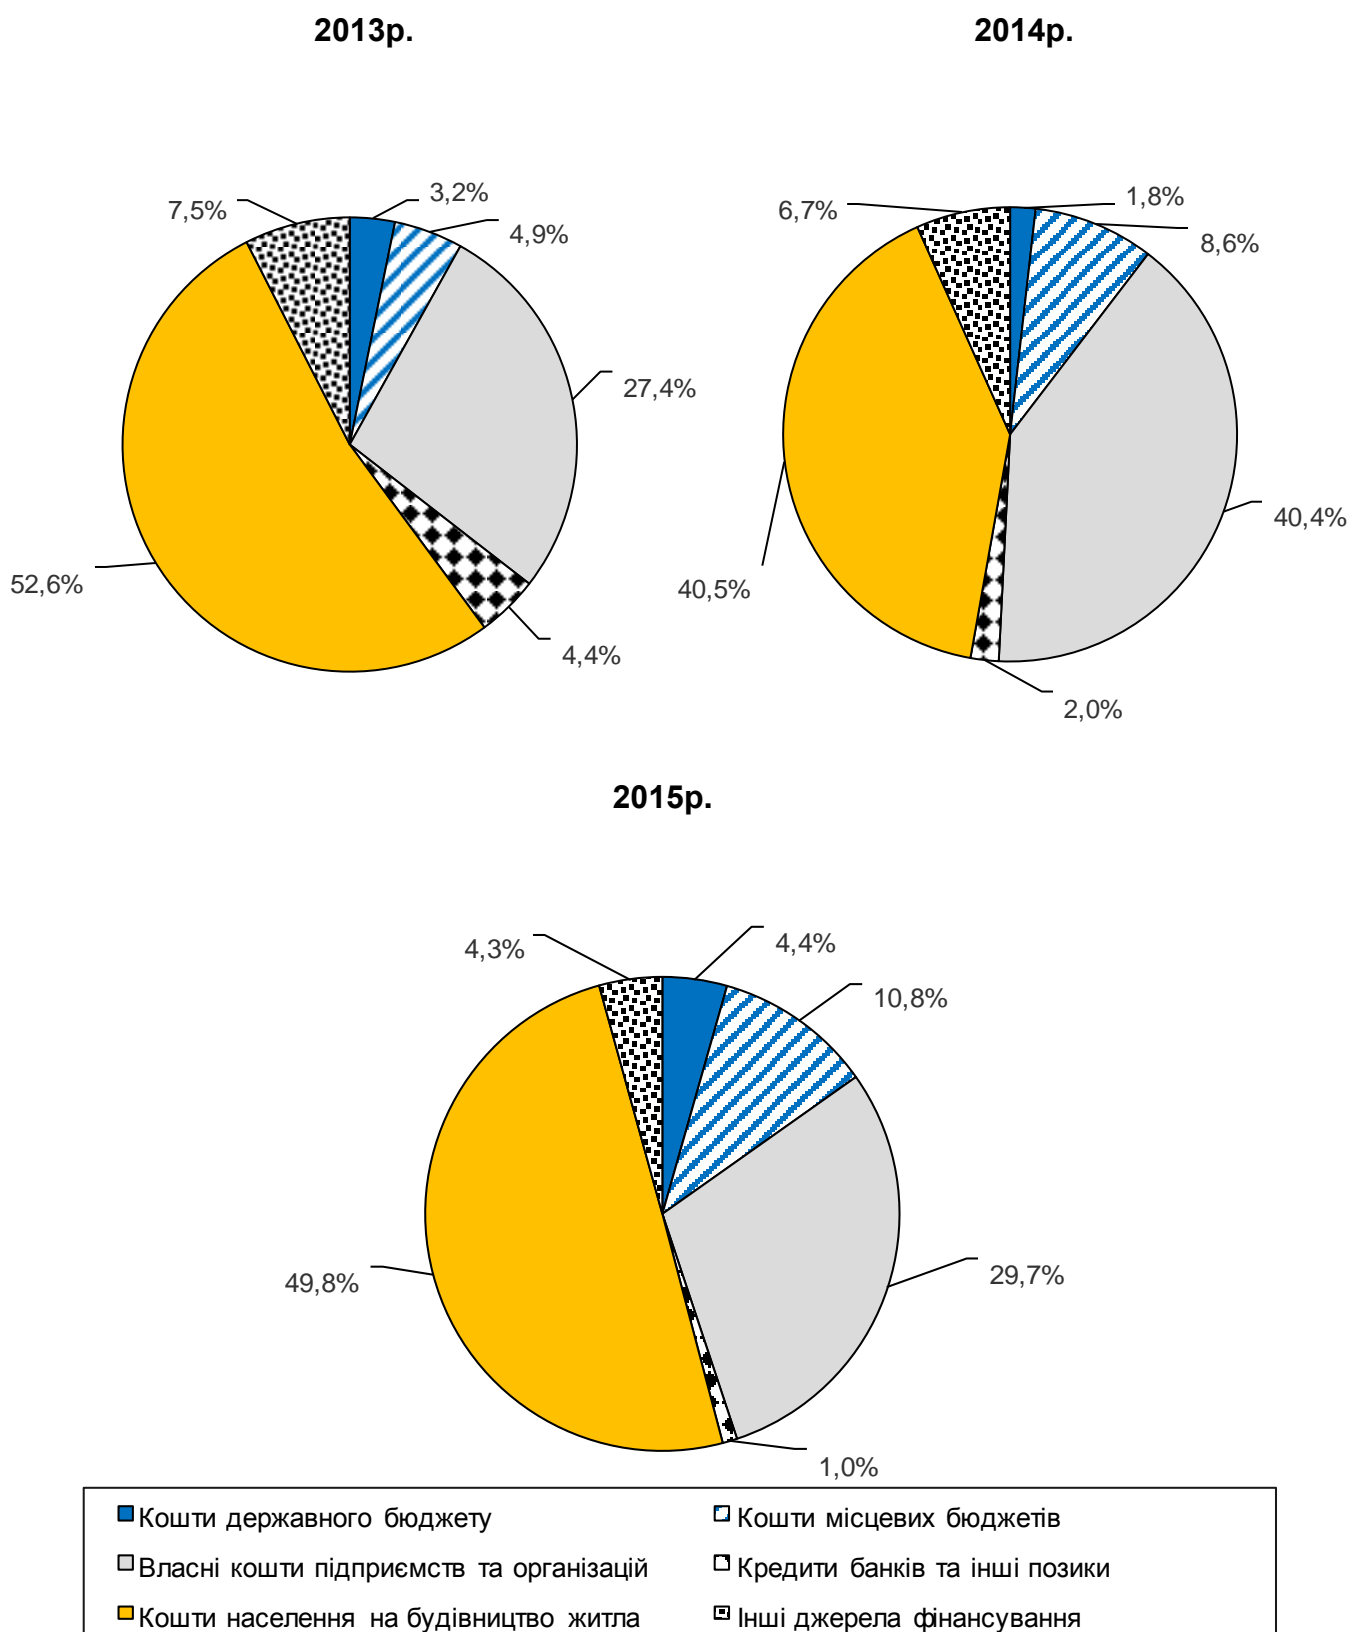 2013р.
2014р.
7,5%
3,2%
4,9%
27,4%
52,6%
4,4%
6,7%
1,8%
8,6%
40,4%
40,5%
2,0%
2015р.
4,3%
4,4%
10,8%
49,8%
29,7%
1,0%
Кошти державного бюджету
Кошти місцевих бюджетів
Власні кошти підприємств та організацій
Кредити банків та інші позики
Кошти населення на будівництво житла
Інші джерела фінансування